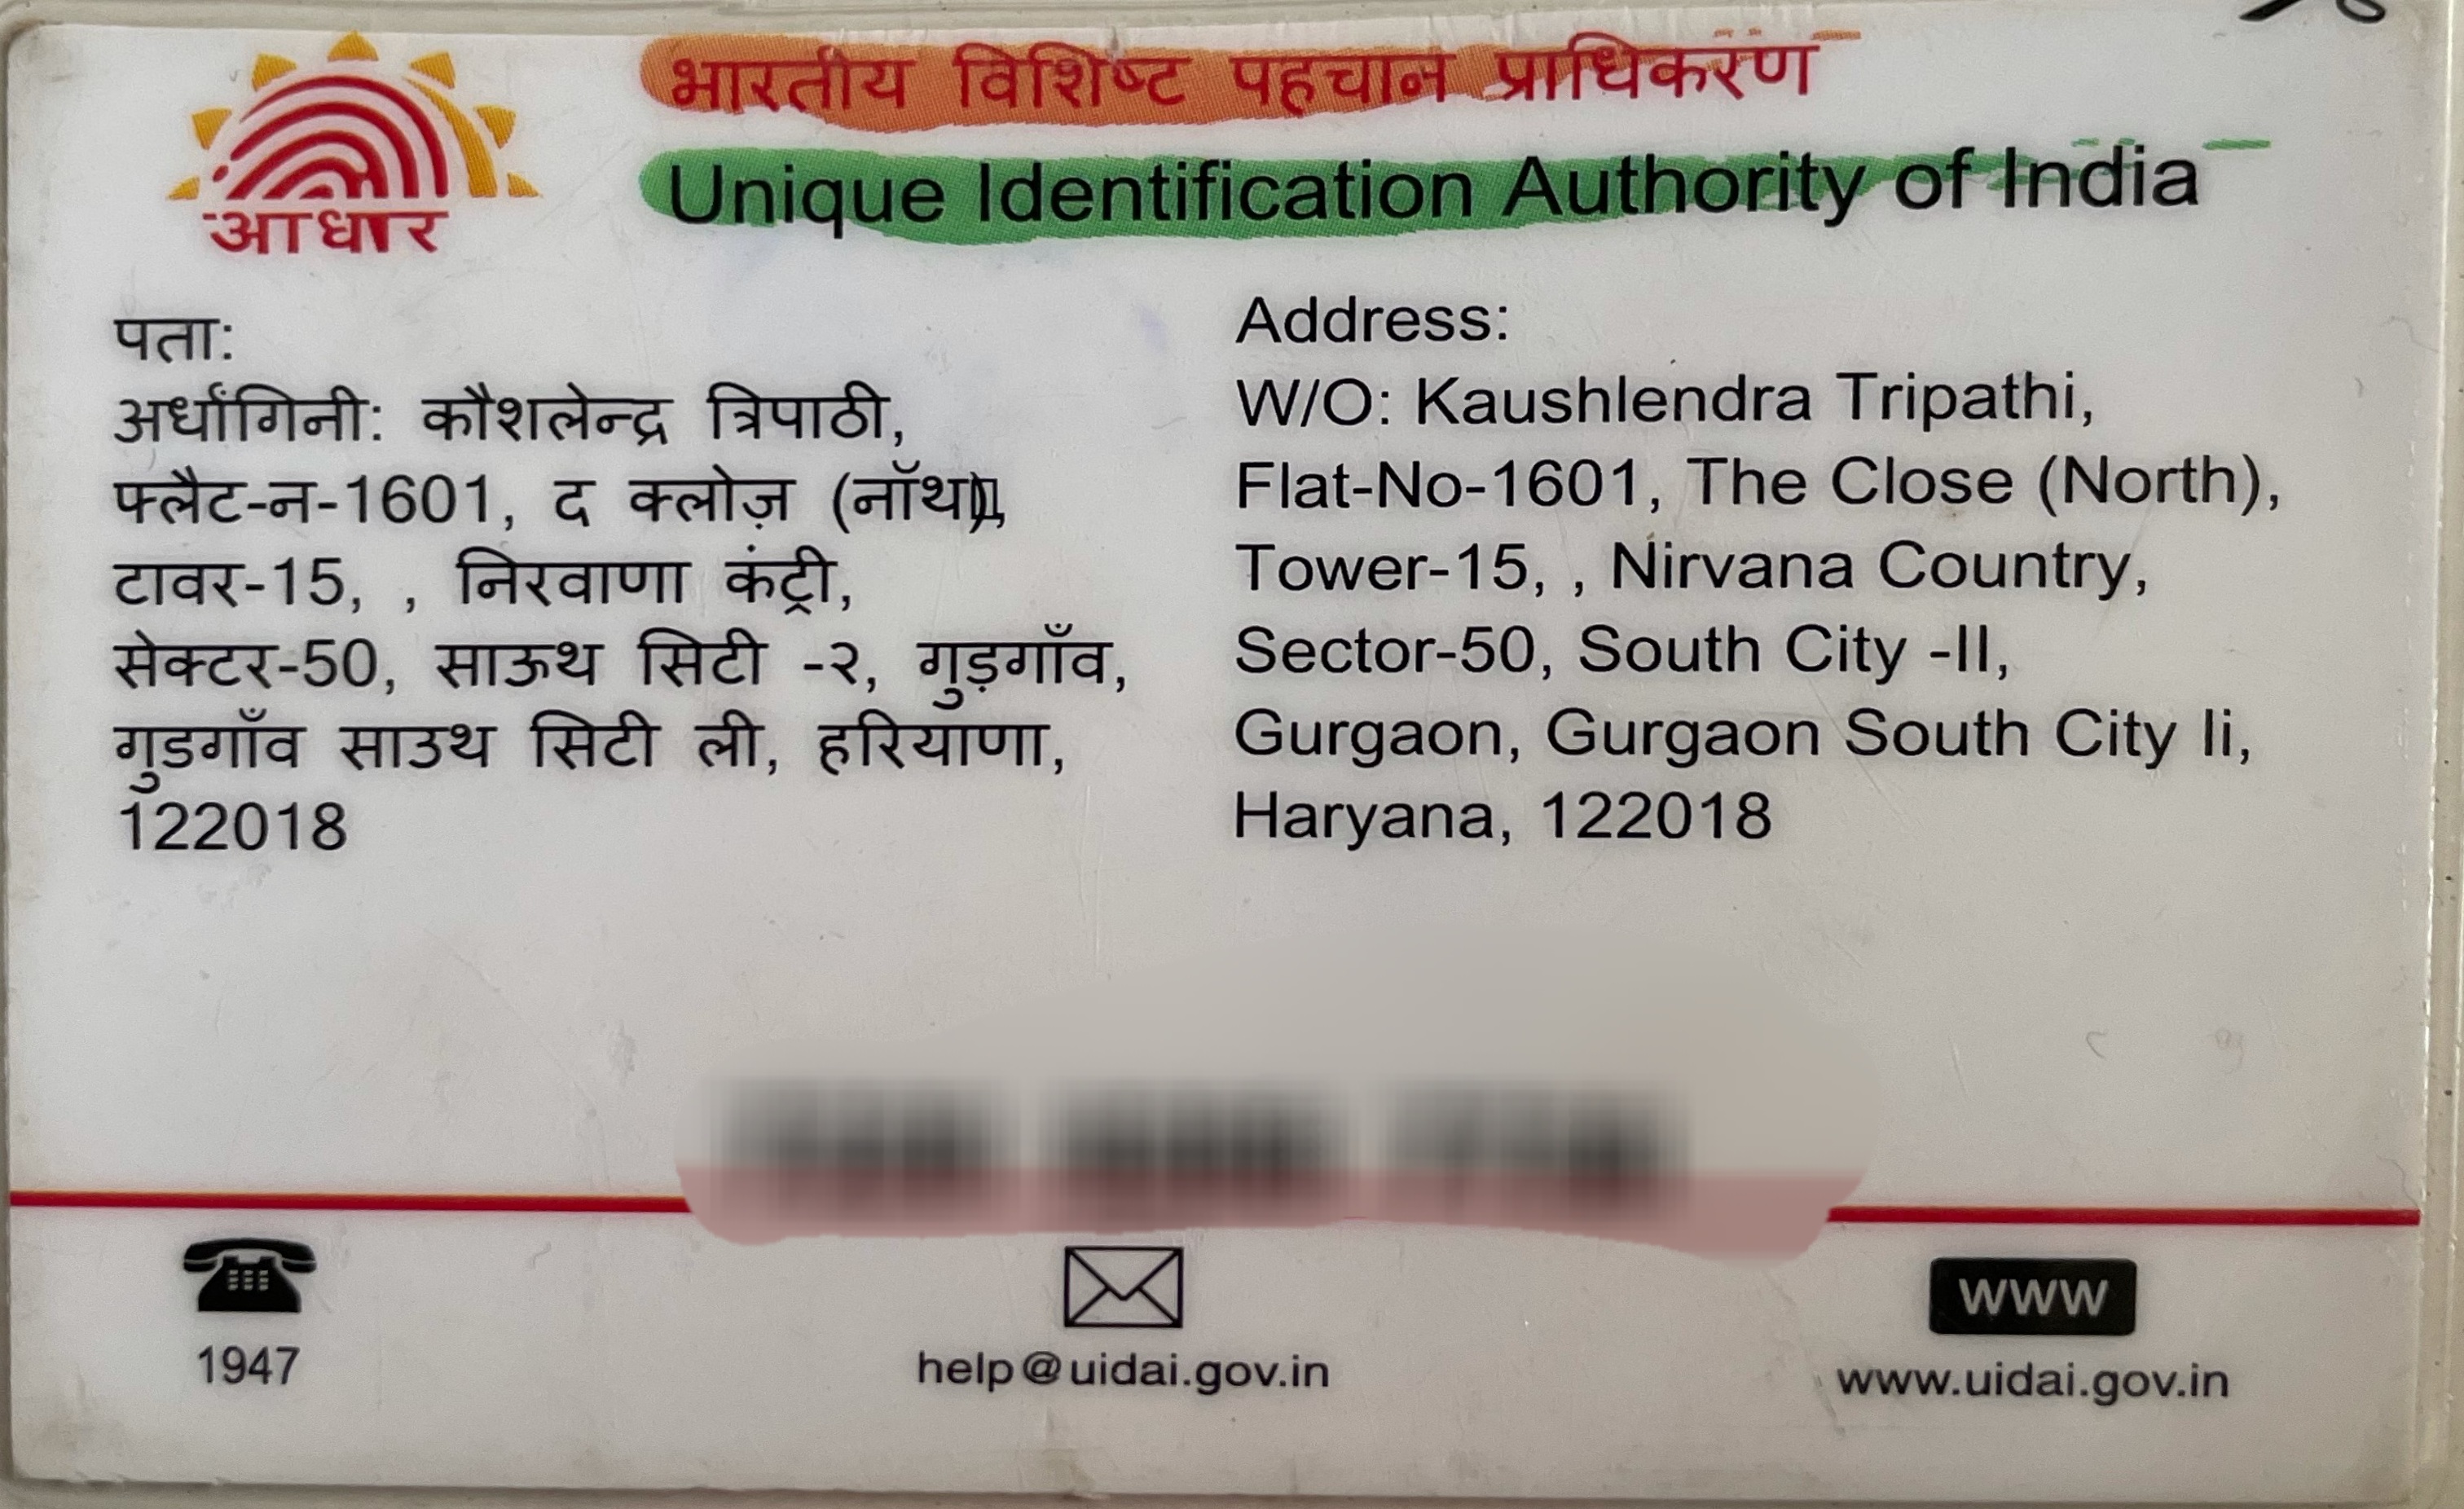 भारतीय विशिष्ट पहचान प्राधिकरण
Unique Identification Authority of India
आधार
पता:
अर्धांगिनी: कौशलेन्द्र त्रिपाठी,
फ्लैट-न-1601, द क्लोज़ (नॉथ),
टावर-15, , निरवाणा कंट्री,
सेक्टर-50, साऊथ सिटी -२, गुड़गाँव,
गुडगाँव साउथ सिटी ली, हरियाणा,
122018
Address:
W/O: Kaushlendra Tripathi,
Flat-No-1601, The Close (North),
Tower-15, , Nirvana Country,
Sector-50, South City -II,
Gurgaon, Gurgaon South City Ii,
Haryana, 122018
1947
help@uidai.gov.in
www
www.uidai.gov.in